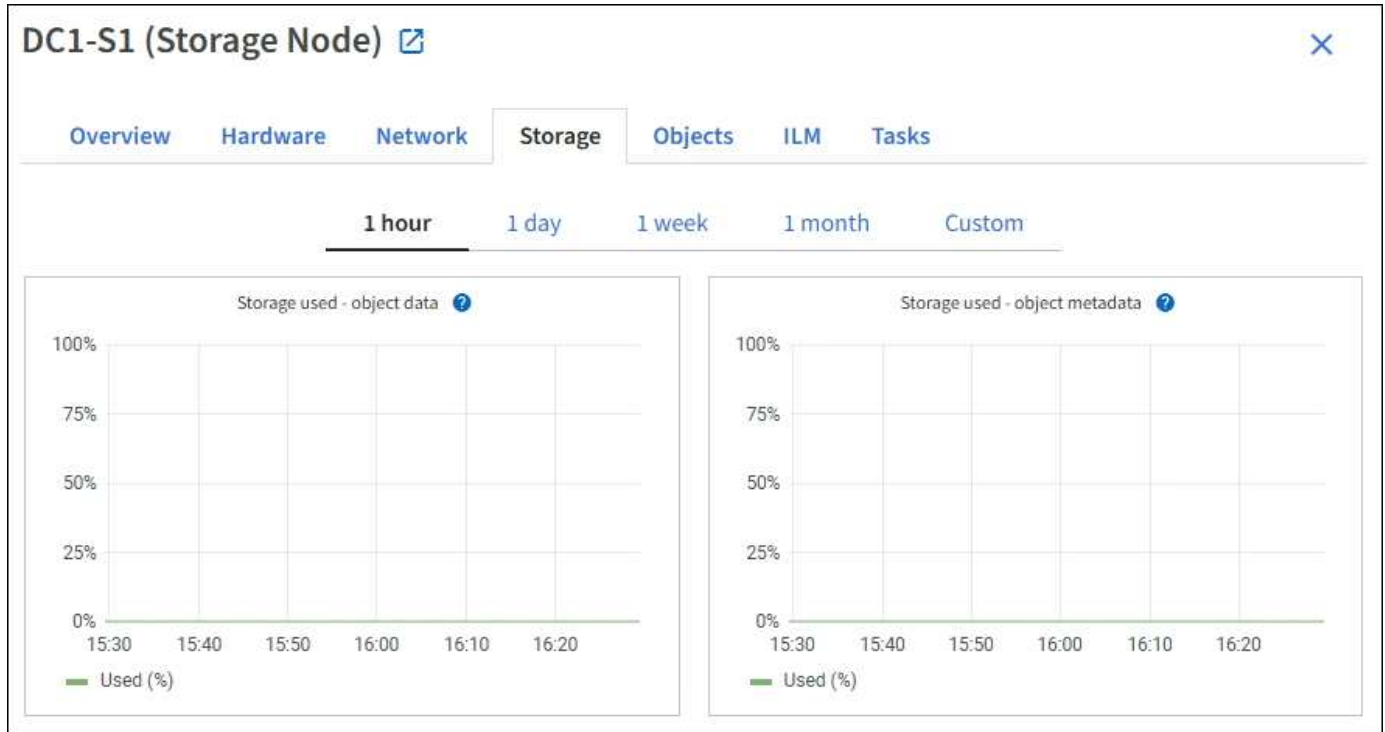 DC1-S1 (Storage Node)
Overview Hardware Network Storage Objects ILM Tasks
1 hour 1 day 1 week 1 month Custom
Storage used - object data ?
100%
75%
50%
25%
0%
15:30 15:40 15:50 16:00 16:10 16:20
Used (%)
Storage used - object metadata ?
100%
75%
50%
25%
0%
15:30 15:40 15:50 16:00 16:10 16:20
Used (%)